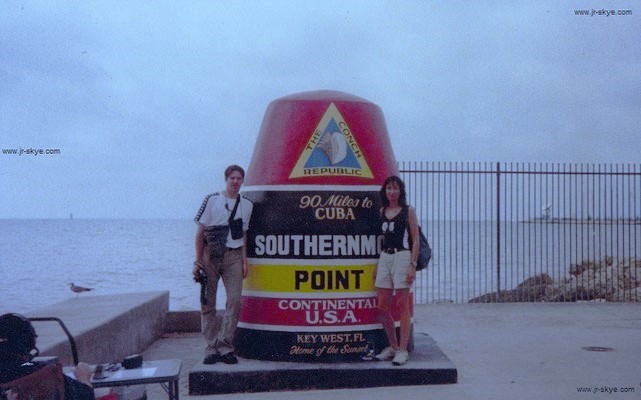 www.jr-skye.com
www.jr-skye.com
THE CONCH
REPUBLIC
90 Miles to
CUBA
SOUTHERNMO
POINT
CONTINENTAL
U.S.A.
KEY WEST, FL
Home of the Sunset
www.jr-skye.com